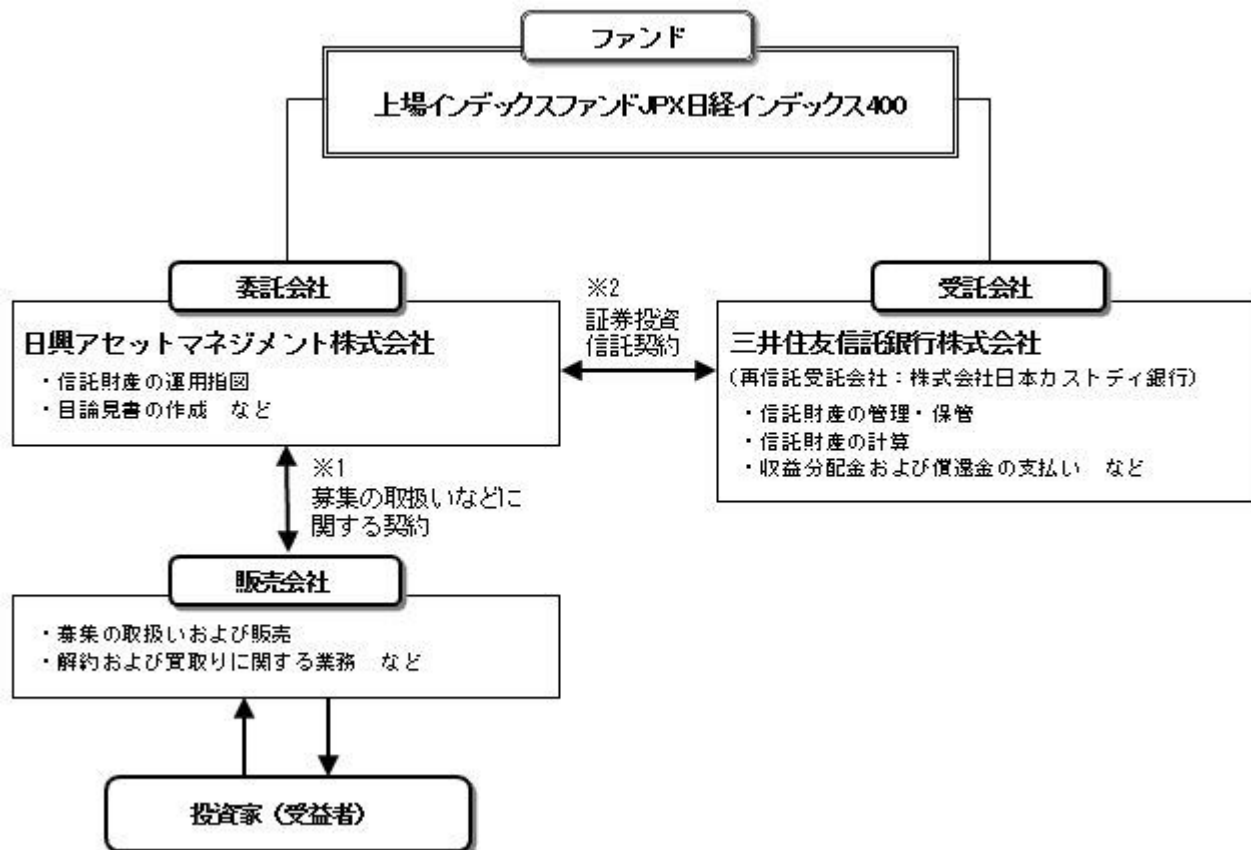 ファンド
上場インデックスファンドJPX日経インデックス400
委託会社
日興アセットマネジメント株式会社
・信託財産の運用指図
・目論見書の作成　など
※2
証券投資
信託契約
受託会社
三井住友信託銀行株式会社
(再信託受託会社：株式会社日本カストディ銀行)
・信託財産の管理・保管
・信託財産の計算
・収益分配金および償還金の支払い　など
※1
募集の取扱いなどに
関する契約
販売会社
・募集の取扱いおよび販売
・解約および買取りに関する業務　など
投資家（受益者）